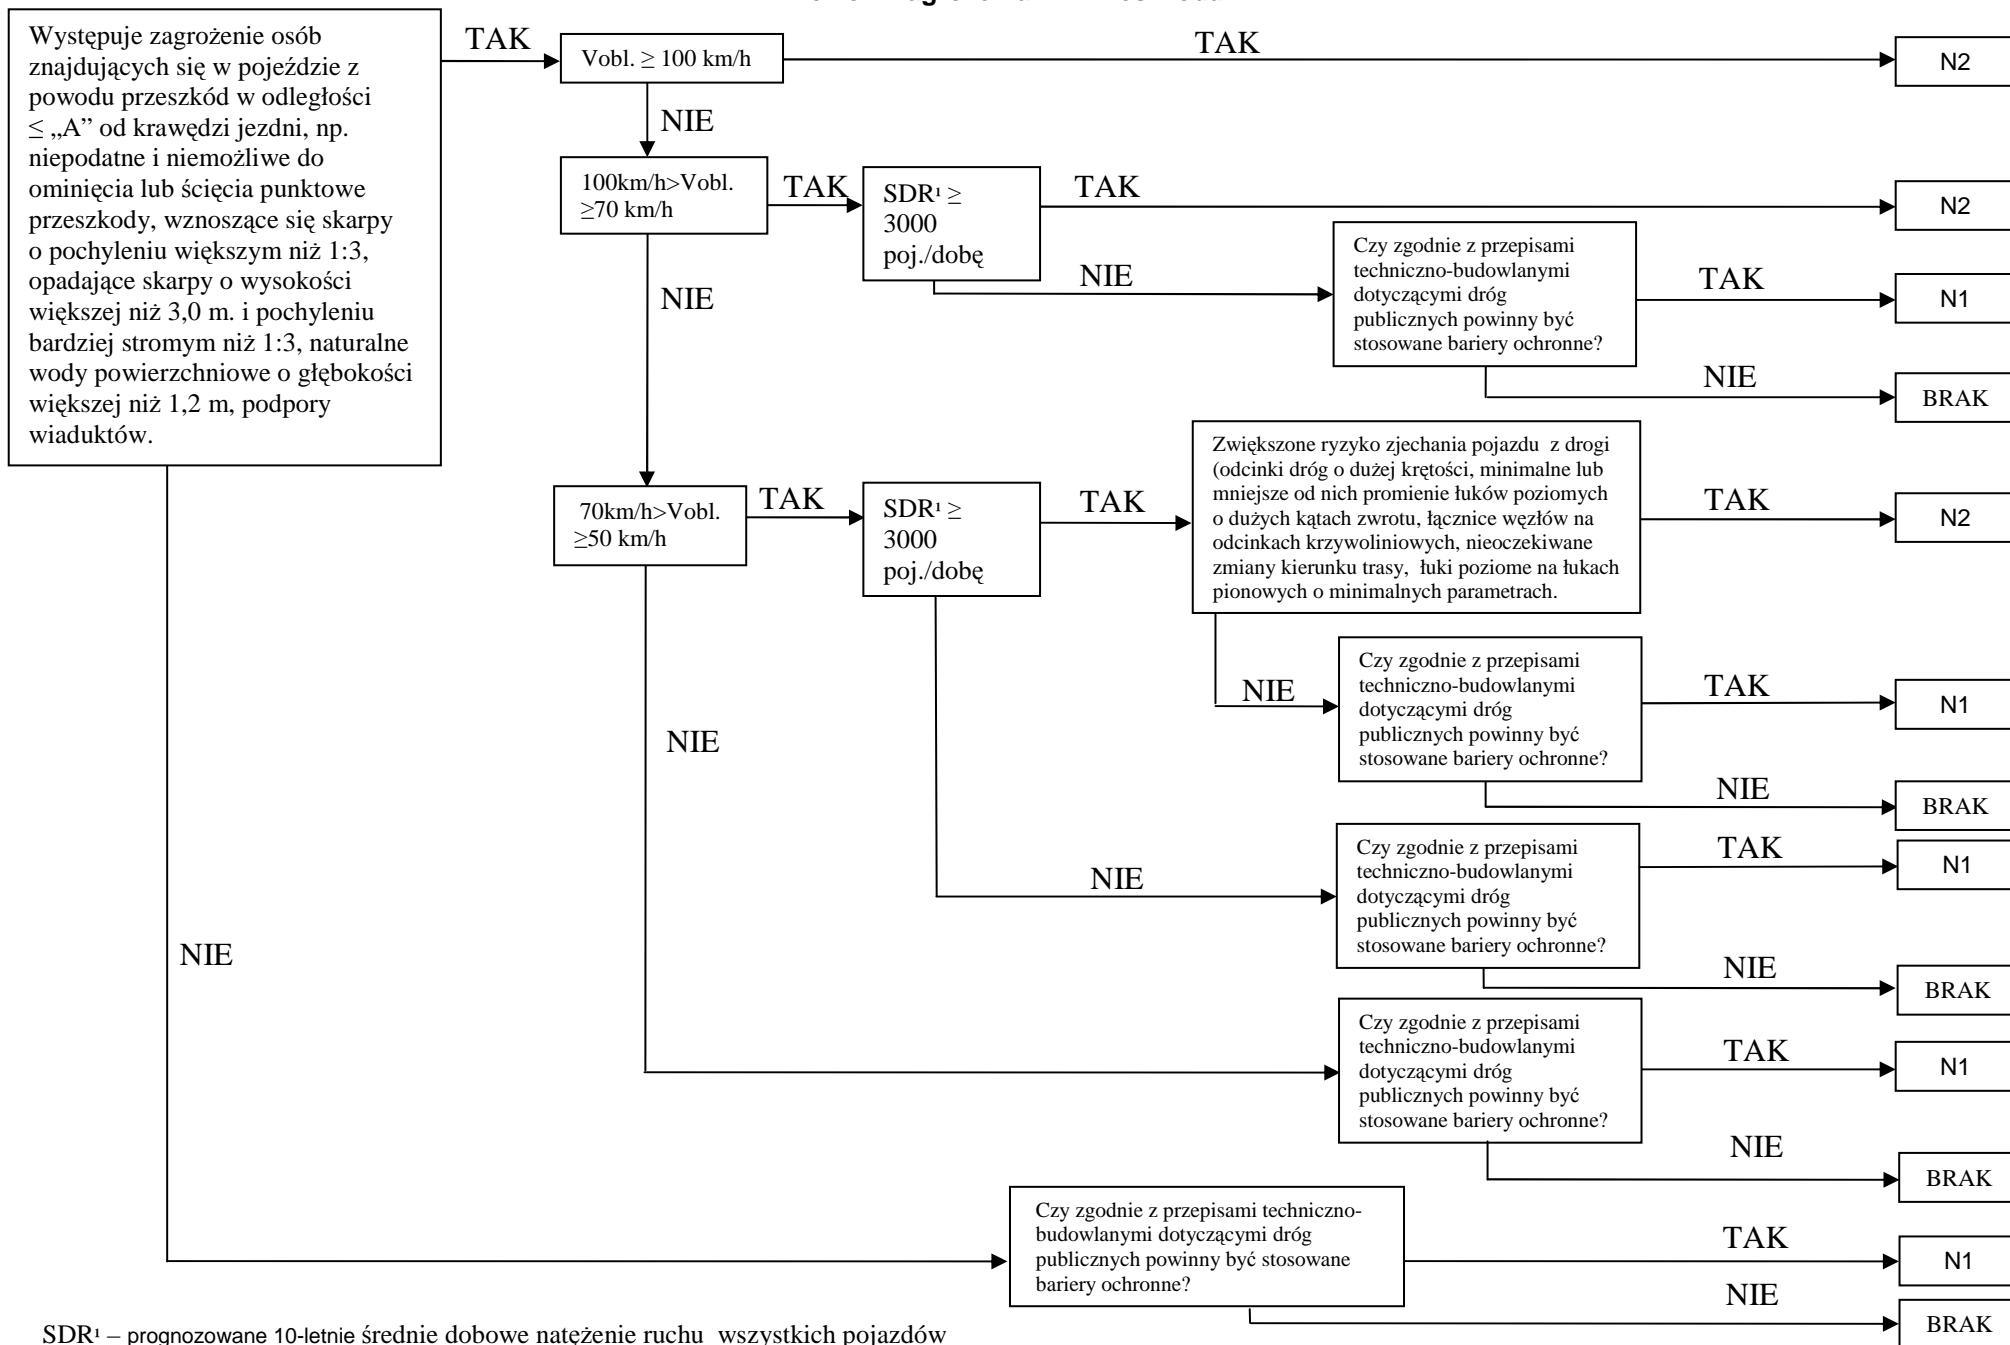 Występuje zagrożenie osób
znajdujących się w pojeździe z
powodu przeszkód w odległości
≤ „A” od krawędzi jezdni, np.
niepodatne i niemożliwe do
ominięcia lub ścięcia punktowe
przeszkody, wznoszące się skarpy
o pochyleniu większym niż 1:3,
opadające skarpy o wysokości
większej niż 3,0 m. i pochyleniu
bardziej stromym niż 1:3, naturalne
wody powierzchniowe o głębokości
większej niż 1,2 m, podpory
wiaduktów.
TAK
Vobl. ≥ 100 km/h
TAK
N2
NIE
100km/h>Vobl.
≥70 km/h
TAK
SDR¹ ≥
3000
poj./dobę
TAK
N2
NIE
Czy zgodnie z przepisami
techniczno-budowlanymi
dotyczącymi dróg
publicznych powinny być
stosowane bariery ochronne?
TAK
N1
NIE
BRAK
NIE
70km/h>Vobl.
≥50 km/h
TAK
SDR¹ ≥
3000
poj./dobę
TAK
Zwiększone ryzyko zjechania pojazdu z drogi
(odcinki dróg o dużej krętości, minimalne lub
mniejsze od nich promienie łuków poziomych
o dużych kątach zwrotu, łącznice węzłów na
odcinkach krzywoliniowych, nieoczekiwane
zmiany kierunku trasy, łuki poziome na łukach
pionowych o minimalnych parametrach.
TAK
N2
NIE
Czy zgodnie z przepisami
techniczno-budowlanymi
dotyczącymi dróg
publicznych powinny być
stosowane bariery ochronne?
TAK
N1
NIE
BRAK
NIE
Czy zgodnie z przepisami
techniczno-budowlanymi
dotyczącymi dróg
publicznych powinny być
stosowane bariery ochronne?
TAK
N1
NIE
BRAK
NIE
Czy zgodnie z przepisami
techniczno-budowlanymi
dotyczącymi dróg
publicznych powinny być
stosowane bariery ochronne?
TAK
N1
NIE
BRAK
NIE
Czy zgodnie z przepisami techniczno-
budowlanymi dotyczącymi dróg
publicznych powinny być stosowane
bariery ochronne?
TAK
N1
NIE
BRAK
SDR¹ – prognozowane 10-letnie średnie dobowe natężenie ruchu wszystkich pojazdów